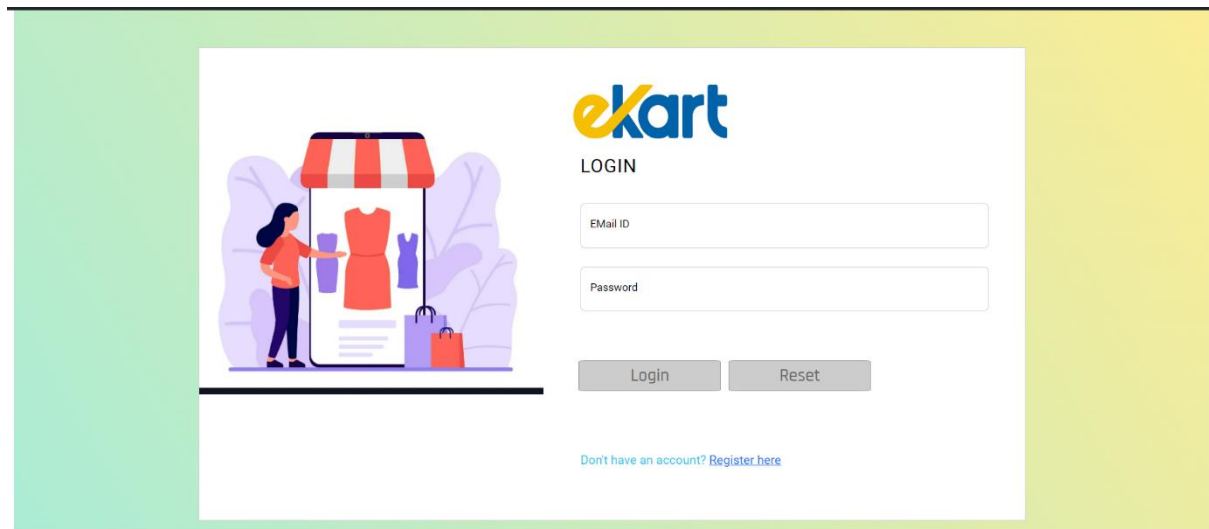 eKart
LOGIN
EMail ID
Password
Login Reset
Don't have an account? Register here